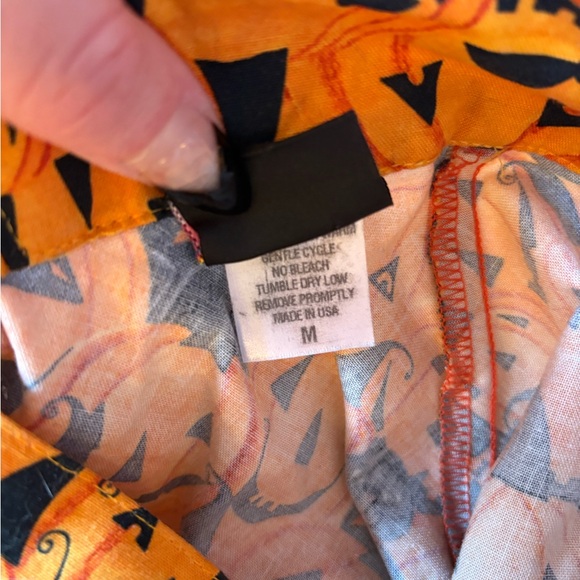 GENTLE CYCLE
NO BLEACH
TUMBLE DRY LOW
REMOVE PROMPTLY
MADE IN USA
M